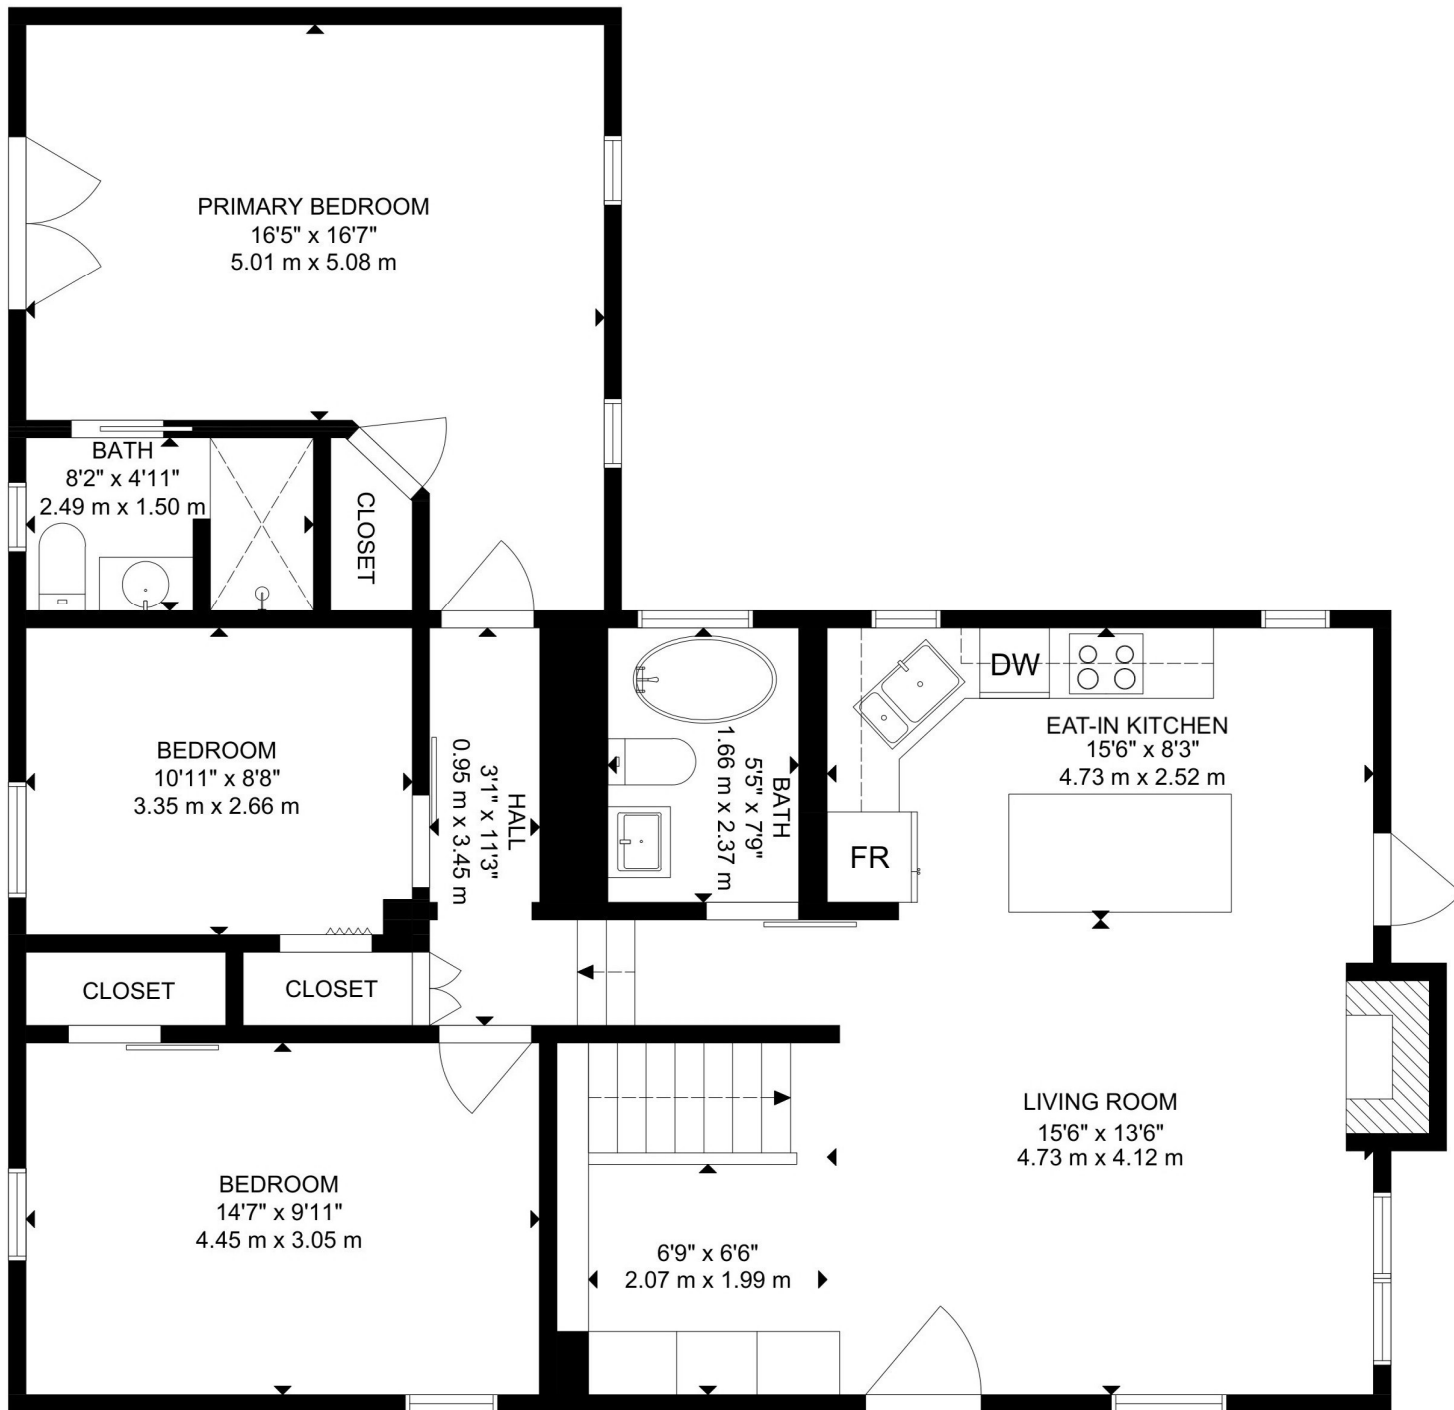 PRIMARY BEDROOM
16'5" x 16'7"
5.01 m x 5.08 m
BATH
8'2" x 4'11"
2.49 m x 1.50 m
CLOSET
BEDROOM
10'11" x 8'8"
3.35 m x 2.66 m
HALL
3'1" x 11'3"
0.95 m x 3.45 m
BATH
5'5" x 7'9"
1.66 m x 2.37 m
DW
EAT-IN KITCHEN
15'6" x 8'3"
4.73 m x 2.52 m
FR
CLOSET
CLOSET
LIVING ROOM
15'6" x 13'6"
4.73 m x 4.12 m
BEDROOM
14'7" x 9'11"
4.45 m x 3.05 m
6'9" x 6'6"
2.07 m x 1.99 m